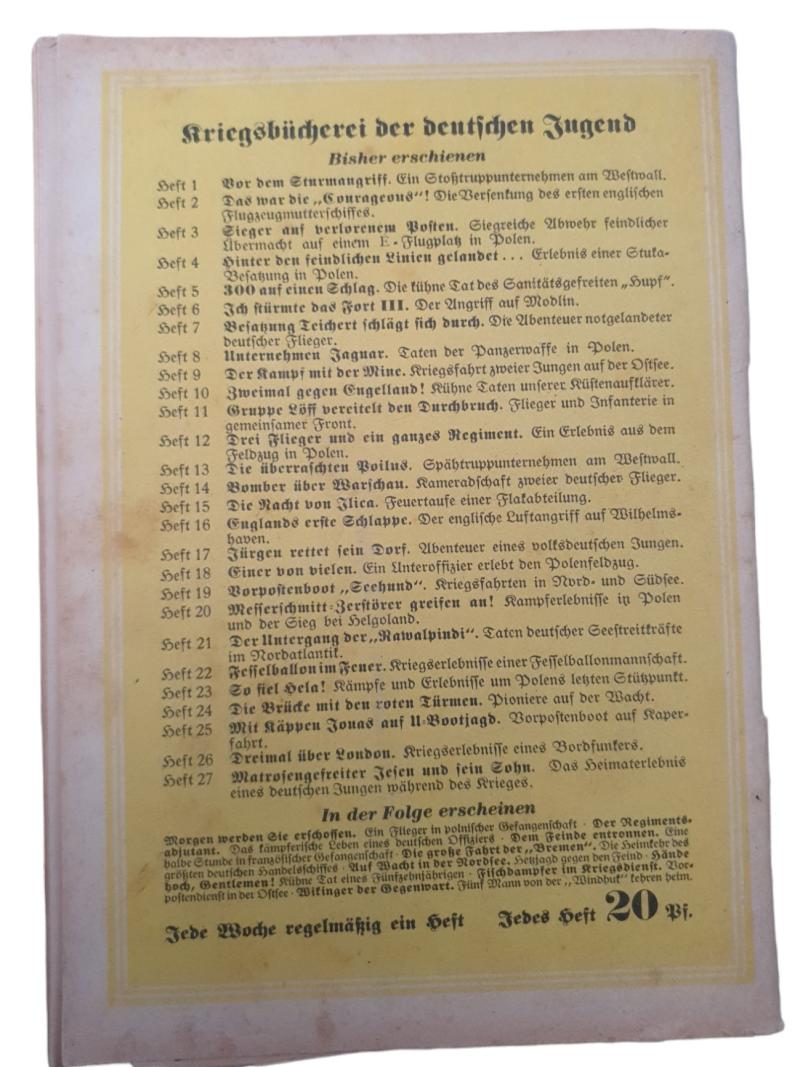 Kriegsbücherei der deutschen Jugend
Bisher erschienen
Heft 1 Vor dem Sturmangriff. Ein Stoßtruppunternehmen am Westwall.
Heft 2 Das war die „Courageous“! Die Versenkung des ersten englischen
Flugzeugmutterschiffes.
Heft 3 Sieger auf verlorenem Posten. Siegreiche Abwehr feindlicher
Übermacht auf einem E-Flugplatz in Polen.
Heft 4 Hinter den feindlichen Linien gelandet... Erlebnis einer Stuka-
Besatzung in Polen.
Heft 5 300 auf einen Schlag. Die kühne Tat des Sanitätsgefreiten „Hupf“.
Heft 6 Ich stürmte das Fort III. Der Angriff auf Modlin.
Heft 7 Besatzung Teichert schlägt sich durch. Die Abenteuer notgelandeter
deutscher Flieger.
Heft 8 Unternehmen Jaguar. Taten der Panzerwaffe in Polen.
Heft 9 Der Kampf mit der Mine. Kriegsfahrt zweier Jungen auf der Ostsee.
Heft 10 Zweimal gegen Engelland! Kühne Taten unserer Küstenaufklärer.
Heft 11 Gruppe Löff vereitelt den Durchbruch. Flieger und Infanterie in
gemeinsamer Front.
Heft 12 Drei Flieger und ein ganzes Regiment. Ein Erlebnis aus dem
Feldzug in Polen.
Heft 13 Die überraschten Poilus. Spähtruppunternehmen am Westwall.
Heft 14 Bomber über Warschau. Kameradschaft zweier deutscher Flieger.
Heft 15 Die Nacht von Ilica. Feuertaufe einer Flakabteilung.
Heft 16 Englands erste Schlappe. Der englische Luftangriff auf Wilhelms-
haven.
Heft 17 Jürgen rettet sein Dorf. Abenteuer eines volksdeutschen Jungen.
Heft 18 Einer von vielen. Ein Unteroffizier erlebt den Polenfeldzug.
Heft 19 Vorpostenboot „Seehund“. Kriegsfahrten in Nord- und Südsee.
Heft 20 Messerschmitt-Zerstörer greifen an! Kampferlebnisse in Polen
und der Sieg bei Helgoland.
Heft 21 Der Untergang der „Rawalpindi“. Taten deutscher Seestreitkräfte
im Nordatlantik.
Heft 22 Fesselballon im Feuer. Kriegserlebnisse einer Fesselballonmannschaft.
Heft 23 So fiel Hela! Kämpfe und Erlebnisse um Polens letzten Stützpunkt.
Heft 24 Die Brücke mit den roten Türmen. Pioniere auf der Wacht.
Heft 25 Mit Käppen Jonas auf U-Bootjagd. Vorpostenboot auf Kaper-
fahrt.
Heft 26 Dreimal über London. Kriegserlebnisse eines Bordfunkers.
Heft 27 Matrosengefreiter Jesen und sein Sohn. Das Heimaterlebnis
eines deutschen Jungen während des Krieges.
In der Folge erscheinen
Morgen werden Sie erschossen. Ein Flieger in polnischer Gefangenschaft · Der Regiments-
adjutant. Das kämpferische Leben eines deutschen Offiziers · Dem Feinde entronnen. Eine
halbe Stunde in französischer Gefangenschaft · Die große Fahrt der „Bremen“. Die Heimkehr des
größten deutschen Handelsschiffes · Auf Wacht in der Nordsee. Hetzjagd gegen den Feind · Hände
hoch, Gentlemen! Kühne Tat eines Fünfzehnjährigen · Fischdampfer im Kriegsdienst. Vor-
postendienst in der Ostsee · Wikinger der Gegenwart. Fünf Mann von der „Windhuk“ kehren heim.
Jede Woche regelmäßig ein Heft Jedes Heft 20 Pf.